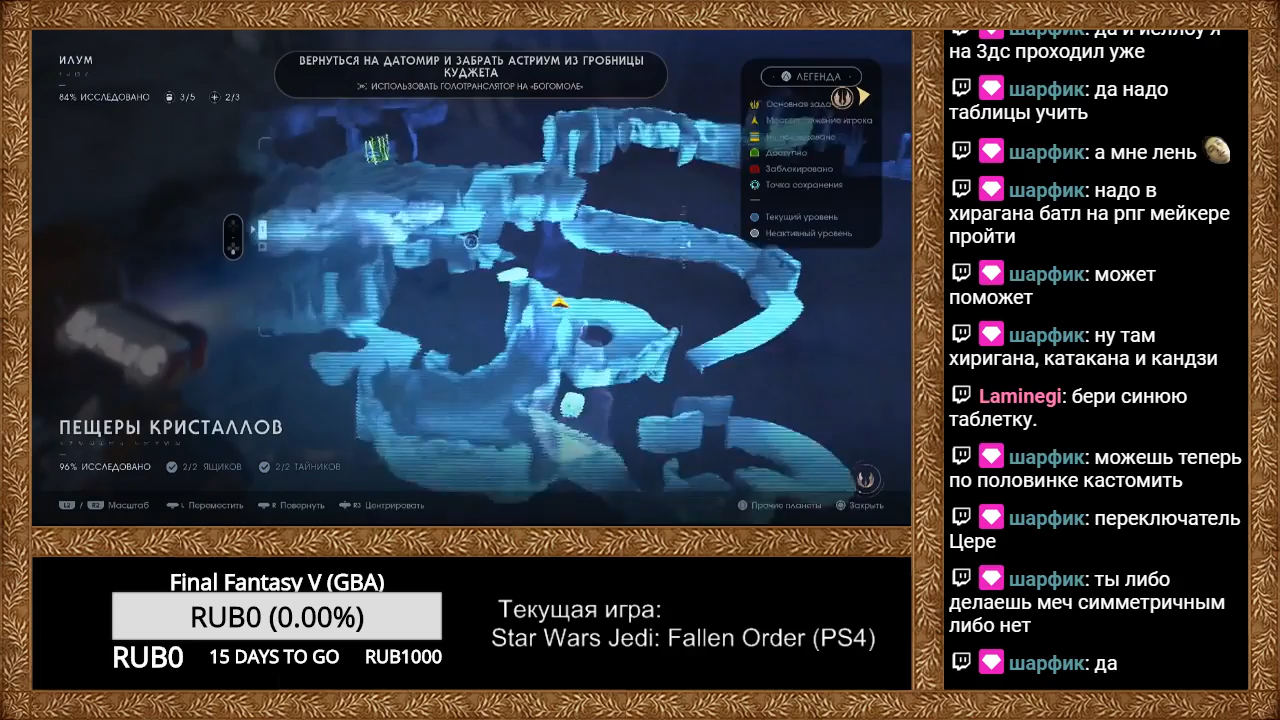 ИЛУМ
84% ИССЛЕДОВАНО 3/5 2/3
ВЕРНУТЬСЯ НА ДАТОМИР И ЗАБРАТЬ АСТРИУМ ИЗ ГРОБНИЦЫ
КУДЖЕТА
ИСПОЛЬЗОВАТЬ ГОЛОТРАНСЛЯТОР НА «БОГОМОЛЕ»
ЛЕГЕНДА
Основная
игрока
Доступно
Заблокировано
Точка сохранения
Текущий уровень
Неактивный уровень
ПЕЩЕРЫ КРИСТАЛЛОВ
96% ИССЛЕДОВАНО 2/2 ЯЩИКОВ 2/2 ТАЙНИКОВ
L2 / R2 Масштаб L Переместить R Повернуть R3 Центрировать
Прочие планеты Закрыть
Final Fantasy V (GBA)
RUB0 (0.00%)
RUB0 15 DAYS TO GO RUB1000
Текущая игра:
Star Wars Jedi: Fallen Order (PS4)
на 3дс проходил уже
шарфик: да надо
таблицы учить
шарфик: а мне лень
шарфик: надо в
хирагана батл на рпг мейкере
пройти
шарфик: может
поможет
шарфик: ну там
хиригана, катакана и кандзи
Laminegi: бери синюю
таблетку.
шарфик: можешь теперь
по половинке кастомить
шарфик: переключатель
Цере
шарфик: ты либо
делаешь меч симметричным
либо нет
шарфик: да